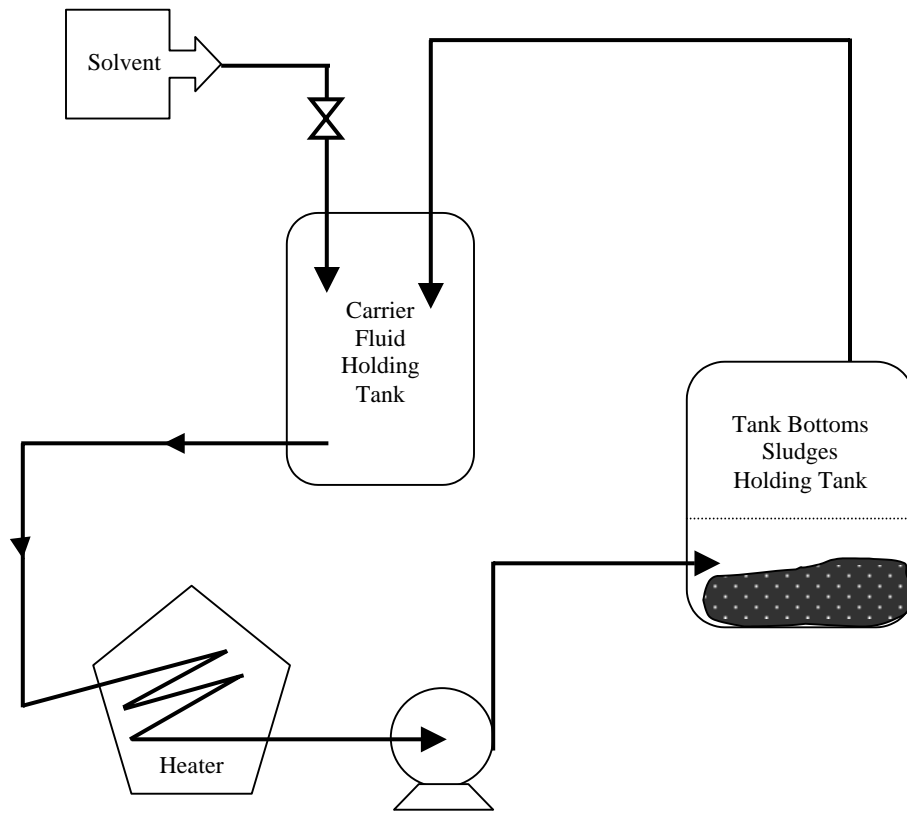 Solvent
Carrier
Fluid
Holding
Tank
Tank Bottoms
Sludges
Holding Tank
Heater